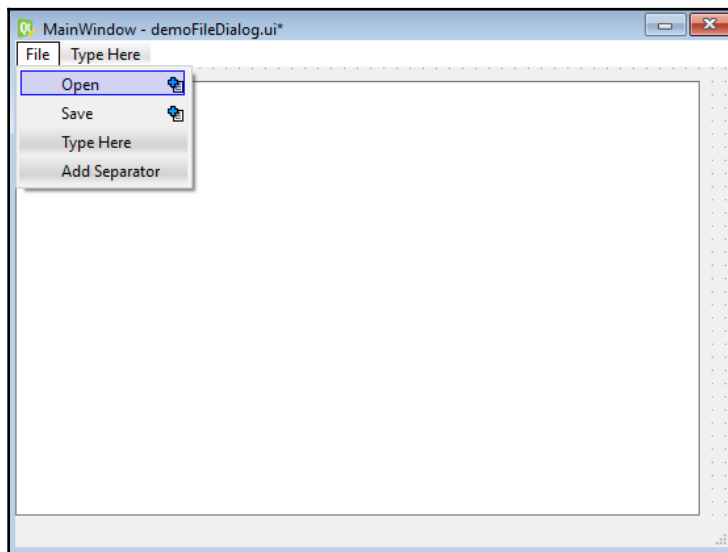 MainWindow - demoFileDialog.ui*
File Type Here
Open
Save
Type Here
Add Separator